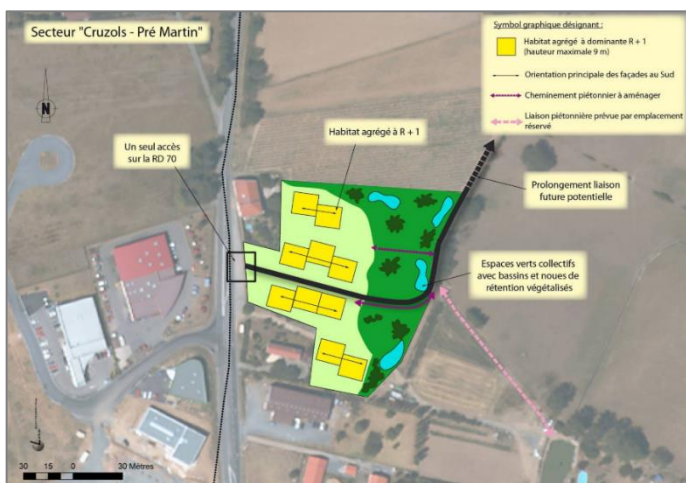 Secteur "Cruzols - Pré Martin"
Symbol graphique désignant :
Habitat agrégé à dominante R + 1
(hauteur maximale 9 m)
Orientation principale des façades au Sud
Cheminement piétonnier à aménager
Liaison piétonnière prévue par emplacement
réservé
N
Un seul accès
sur la RD 70
Habitat agrégé à R + 1
Prolongement liaison
future potentielle
Espaces verts collectifs
avec bassins et noues de
rétention végétalisés
30 15 0 30 Mètres